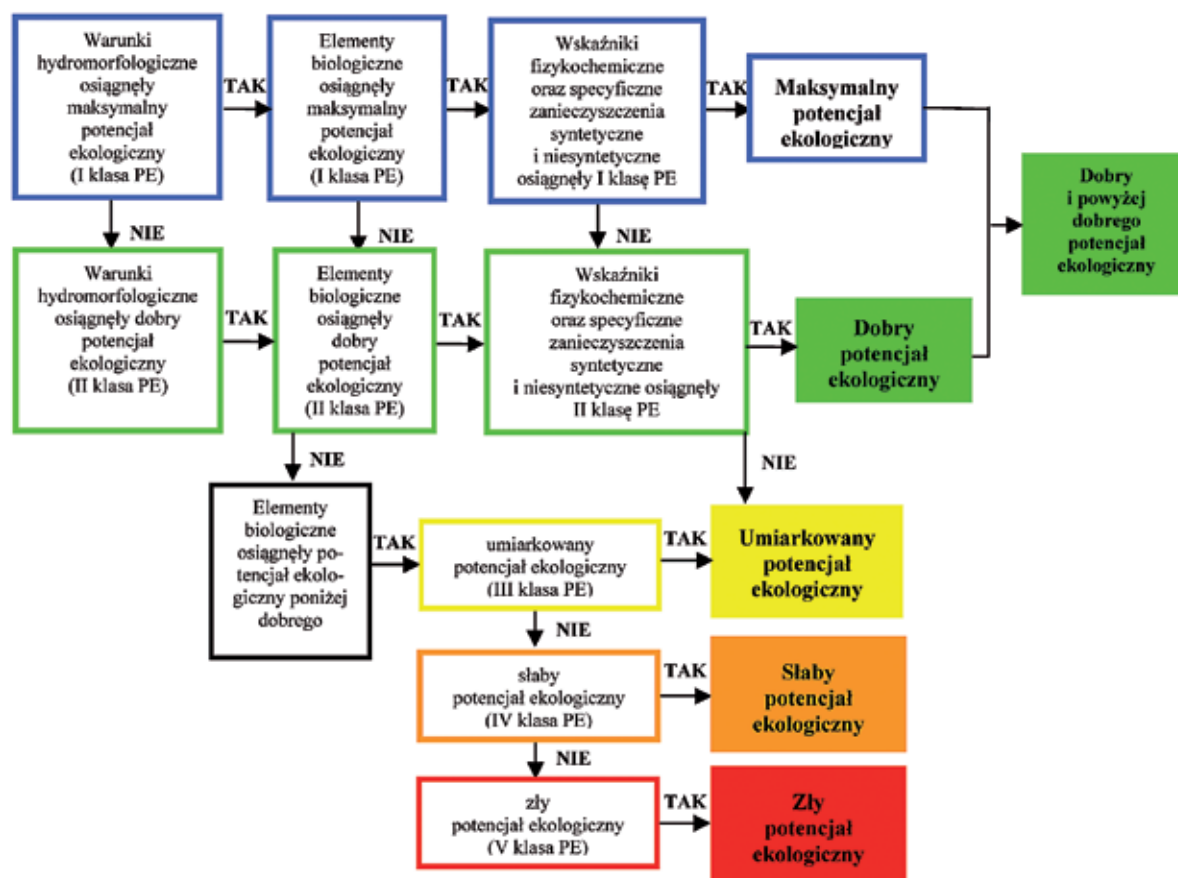 Warunki
hydromorfologiczne
osiągnęły
maksymalny
potencjał
ekologiczny
(I klasa PE)
TAK
Elementy
biologiczne
osiągnęły
maksymalny
potencjał
ekologiczny
(I klasa PE)
TAK
Wskaźniki
fizykochemiczne
oraz specyficzne
zanieczyszczenia
syntetyczne
i niesyntetyczne
osiągnęły I klasę PE
TAK
Maksymalny
potencjał
ekologiczny
Dobry
i powyżej
dobrego
potencjał
ekologiczny
NIE
NIE
NIE
Warunki
hydromorfologiczne
osiągnęły dobry
potencjał
ekologiczny
(II klasa PE)
TAK
Elementy
biologiczne
osiągnęły
dobry
potencjał
ekologiczny
(II klasa PE)
TAK
Wskaźniki
fizykochemiczne
oraz specyficzne
zanieczyszczenia
syntetyczne
i niesyntetyczne osiągnęły
II klasę PE
TAK
Dobry
potencjał
ekologiczny
NIE
NIE
Elementy
biologiczne
osiągnęły po-
tencjał ekolo-
giczny poniżej
dobrego
TAK
umiarkowany
potencjał ekologiczny
(III klasa PE)
TAK
Umiarkowany
potencjał
ekologiczny
NIE
słaby
potencjał ekologiczny
(IV klasa PE)
TAK
Słaby
potencjał
ekologiczny
NIE
zły
potencjał ekologiczny
(V klasa PE)
TAK
Zły
potencjał
ekologiczny